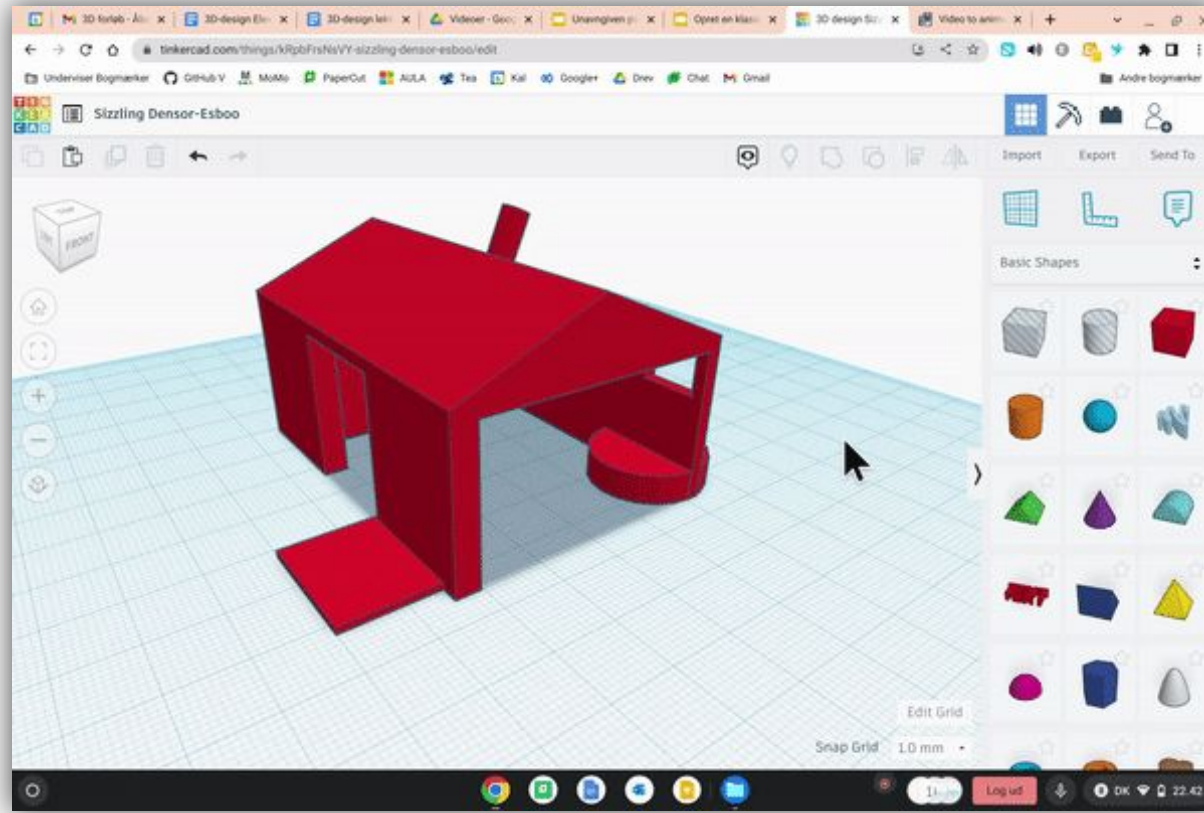 3D forløb - Å
3D-design Ele
3D-design lek
Videoer - Goo
Unavngiven p
Opret en klas
3D design Siz
Video to anim
tinkercad.com/things/kRpbFrsNsVY-sizzling-densor-esboo/edit
Underviser Bogmærker
GitHub V
MoMo
PaperCut
AULA
Tea
Kal
Google+
Drev
Chat
Gmail
Andre bogmærker
TIN
KER
CAD
Sizzling Densor-Esboo
Import
Export
Send To
TOP
FRONT
Basic Shapes
TEXT
Edit Grid
Snap Grid
1.0 mm
Log ud
DK
22.42